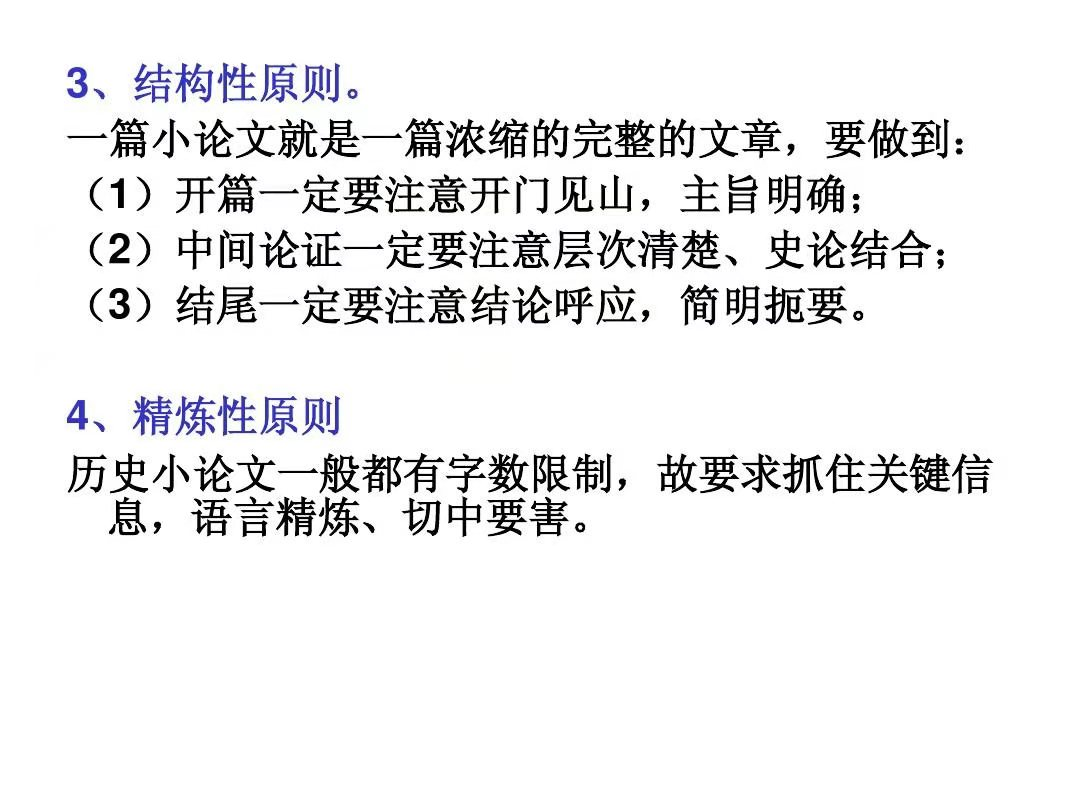 3、结构性原则。
一篇小论文就是一篇浓缩的完整的文章，要做到：
（1）开篇一定要注意开门见山，主旨明确；
（2）中间论证一定要注意层次清楚、史论结合；
（3）结尾一定要注意结论呼应，简明扼要。
4、精炼性原则
历史小论文一般都有字数限制，故要求抓住关键信
息，语言精炼、切中要害。